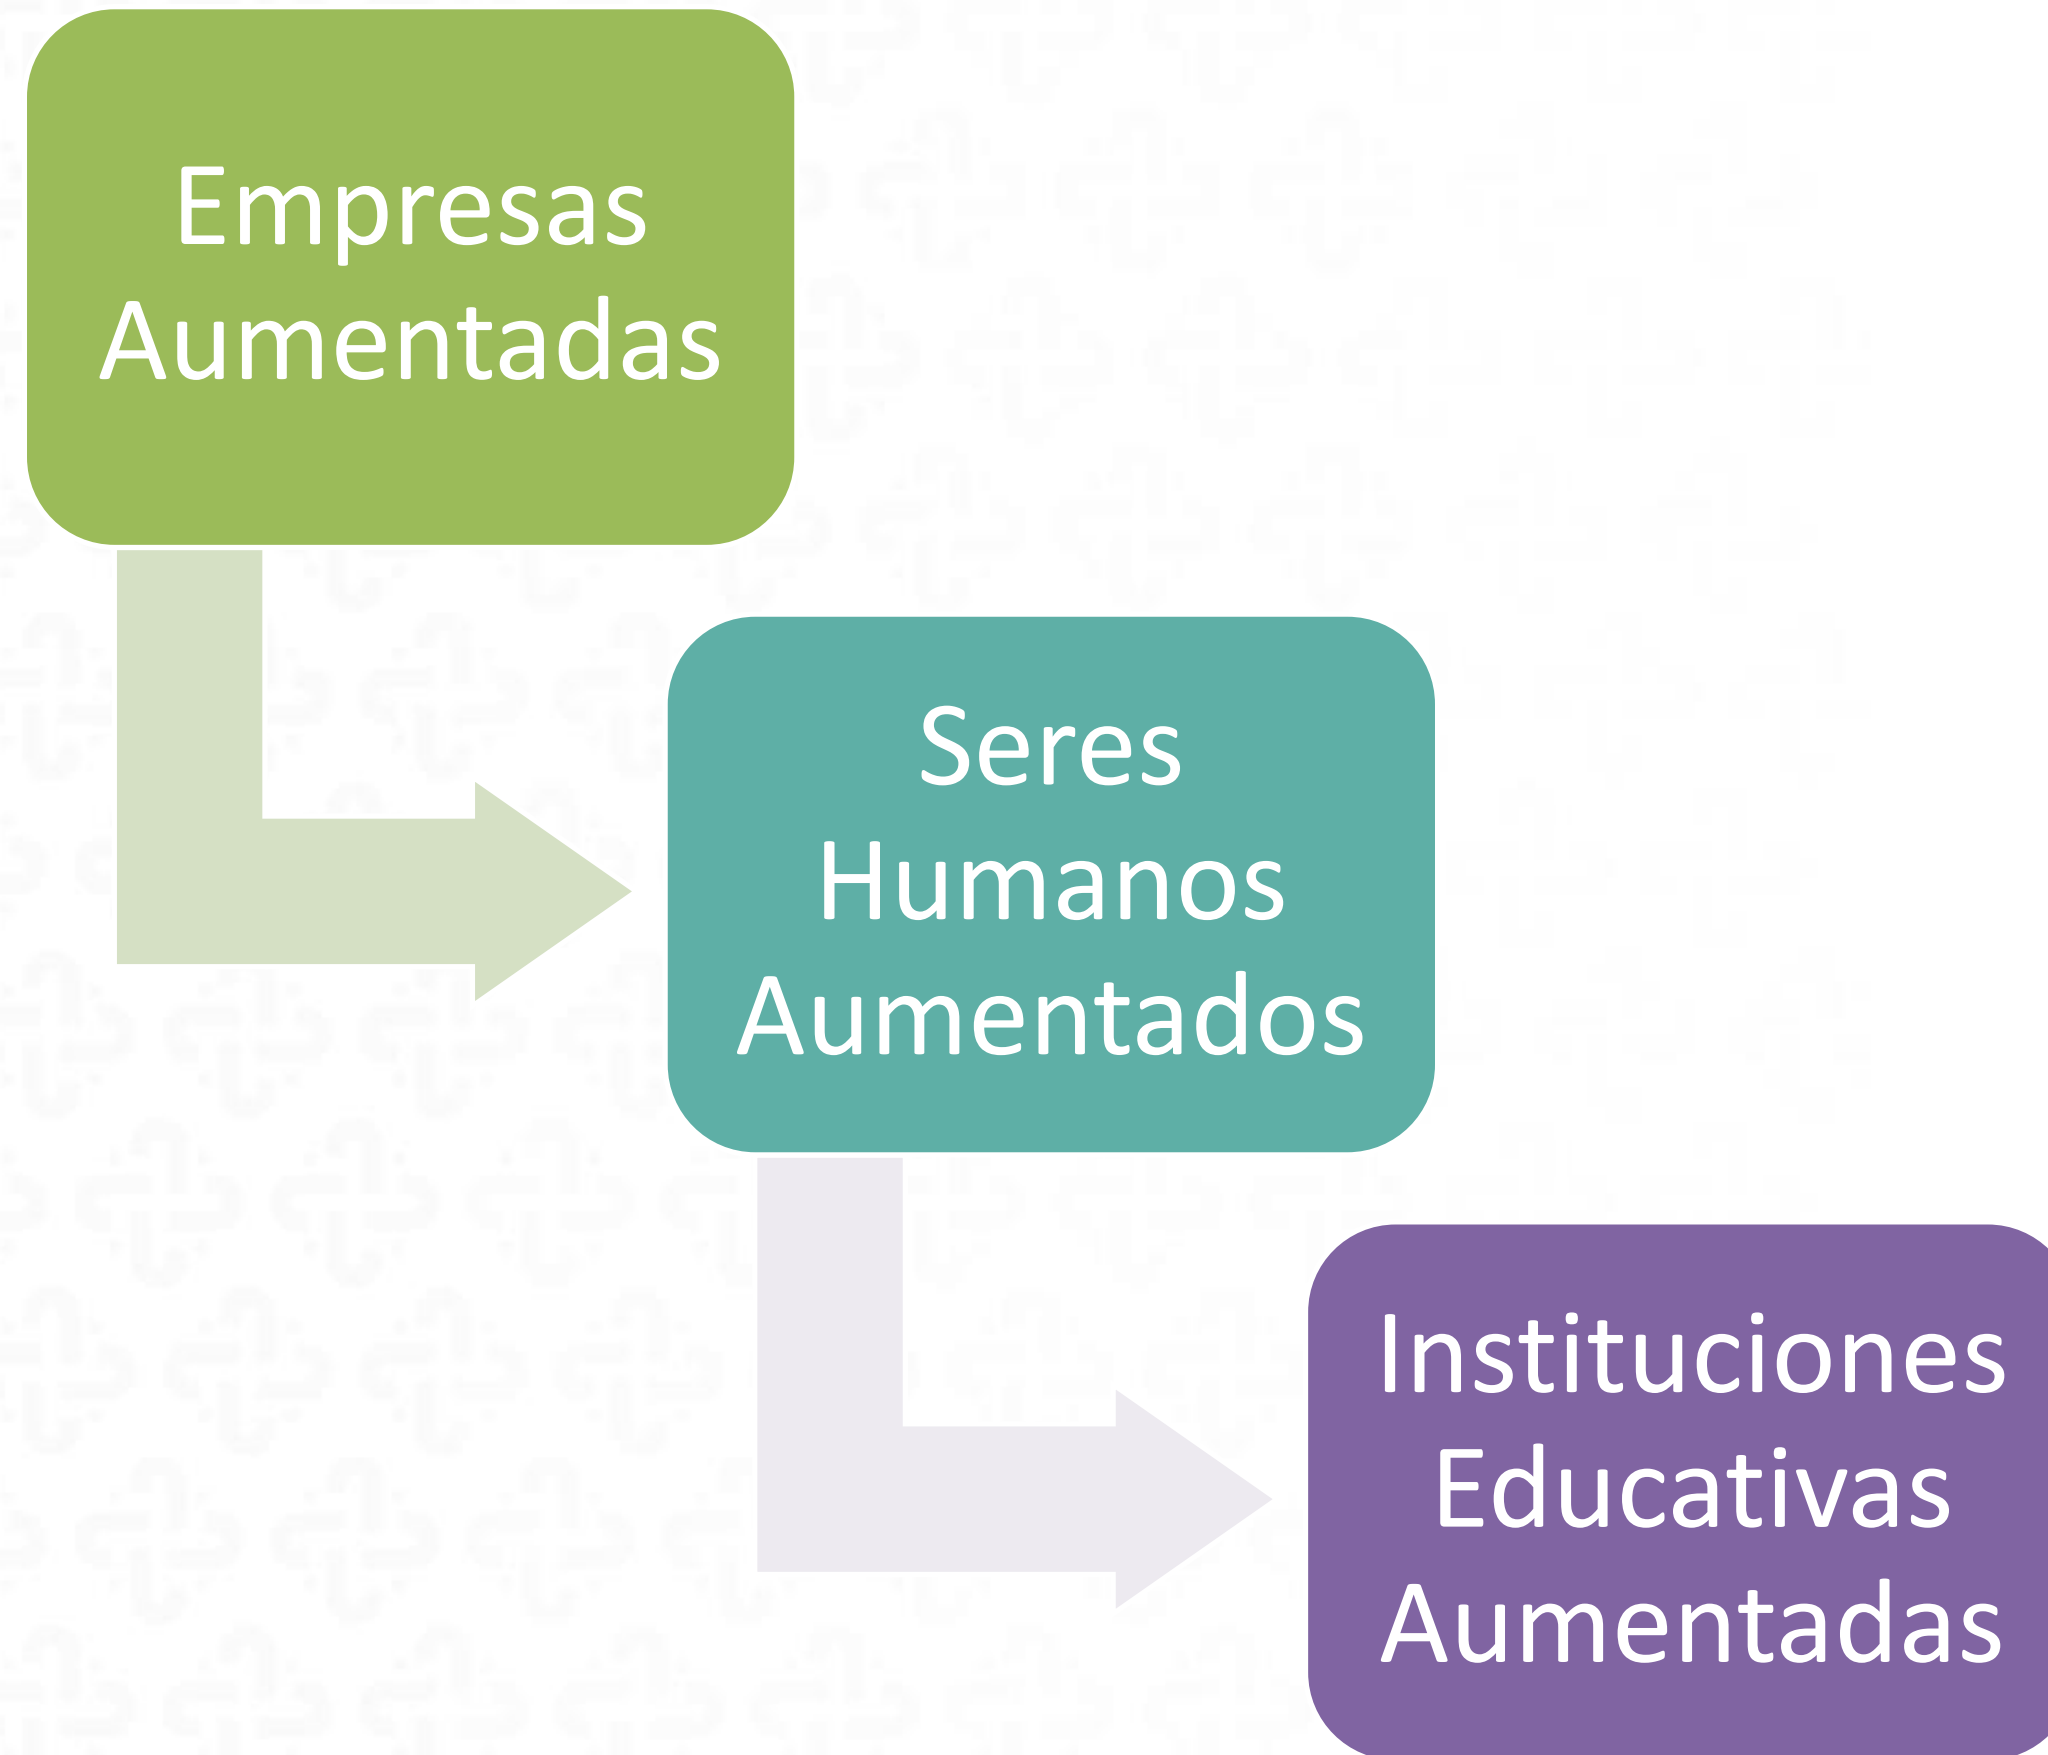 Empresas
Aumentadas
Seres
Humanos
Aumentados
Instituciones
Educativas
Aumentadas